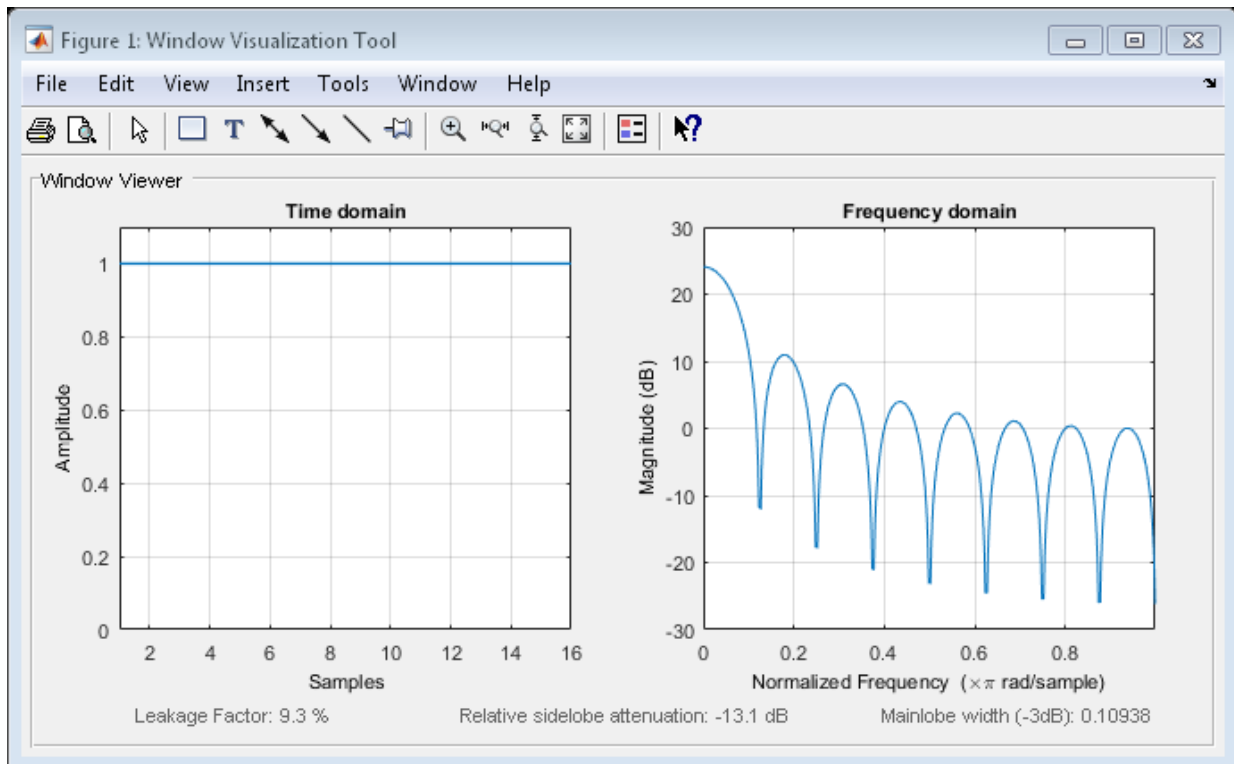 Figure 1: Window Visualization Tool
File Edit View Insert Tools Window Help
T ?
Window Viewer
Time domain
Amplitude
1
0.8
0.6
0.4
0.2
0
2 4 6 8 10 12 14 16
Samples
Frequency domain
Magnitude (dB)
30
20
10
0
-10
-20
-30
0 0.2 0.4 0.6 0.8
Normalized Frequency (×π rad/sample)
Leakage Factor: 9.3 % Relative sidelobe attenuation: -13.1 dB Mainlobe width (-3dB): 0.10938